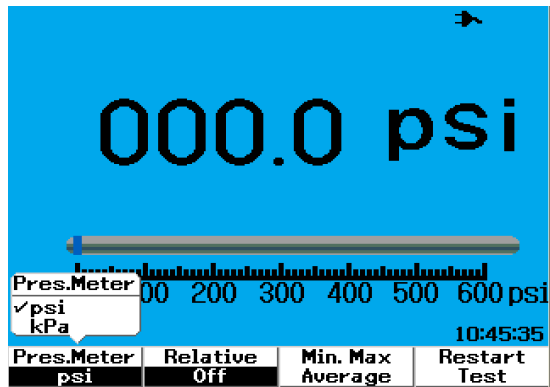 000.0 psi
00 200 300 400 500 600 psi
Pres.Meter
✓psi
kPa
10:45:35
Pres.Meter Relative Min. Max Restart
psi Off Average Test